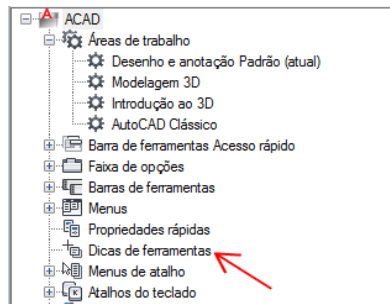 ACAD
Áreas de trabalho
Desenho e anotação Padrão (atual)
Modelagem 3D
Introdução ao 3D
AutoCAD Clássico
Barra de ferramentas Acesso rápido
Faixa de opções
Barras de ferramentas
Menus
Propriedades rápidas
Dicas de ferramentas
Menus de atalho
Atalhos do teclado